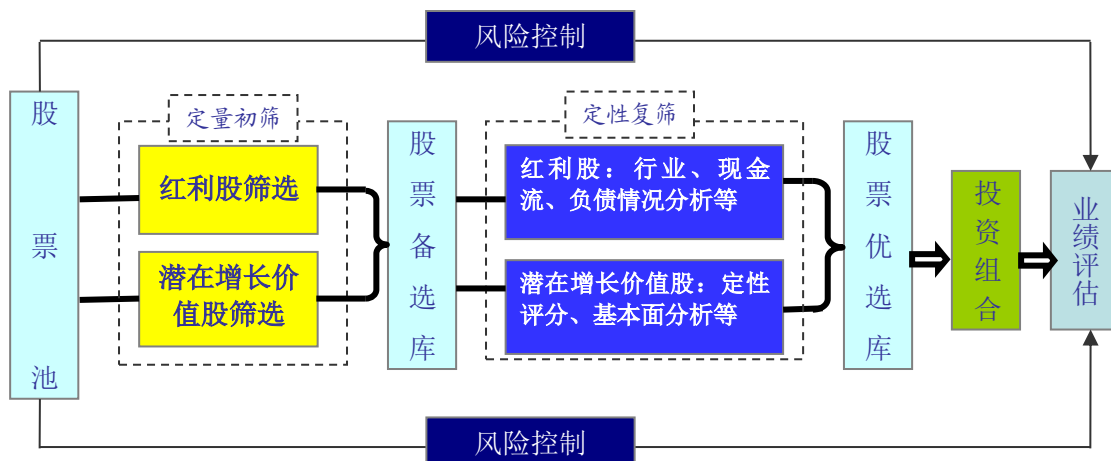 风险控制
股票池
定量初筛
红利股筛选
潜在增长价
值股筛选
股票备选库
定性复筛
红利股：行业、现金
流、负债情况分析等
潜在增长价值股：定性
评分、基本面分析等
股票优选库
投资组合
业绩评估
风险控制